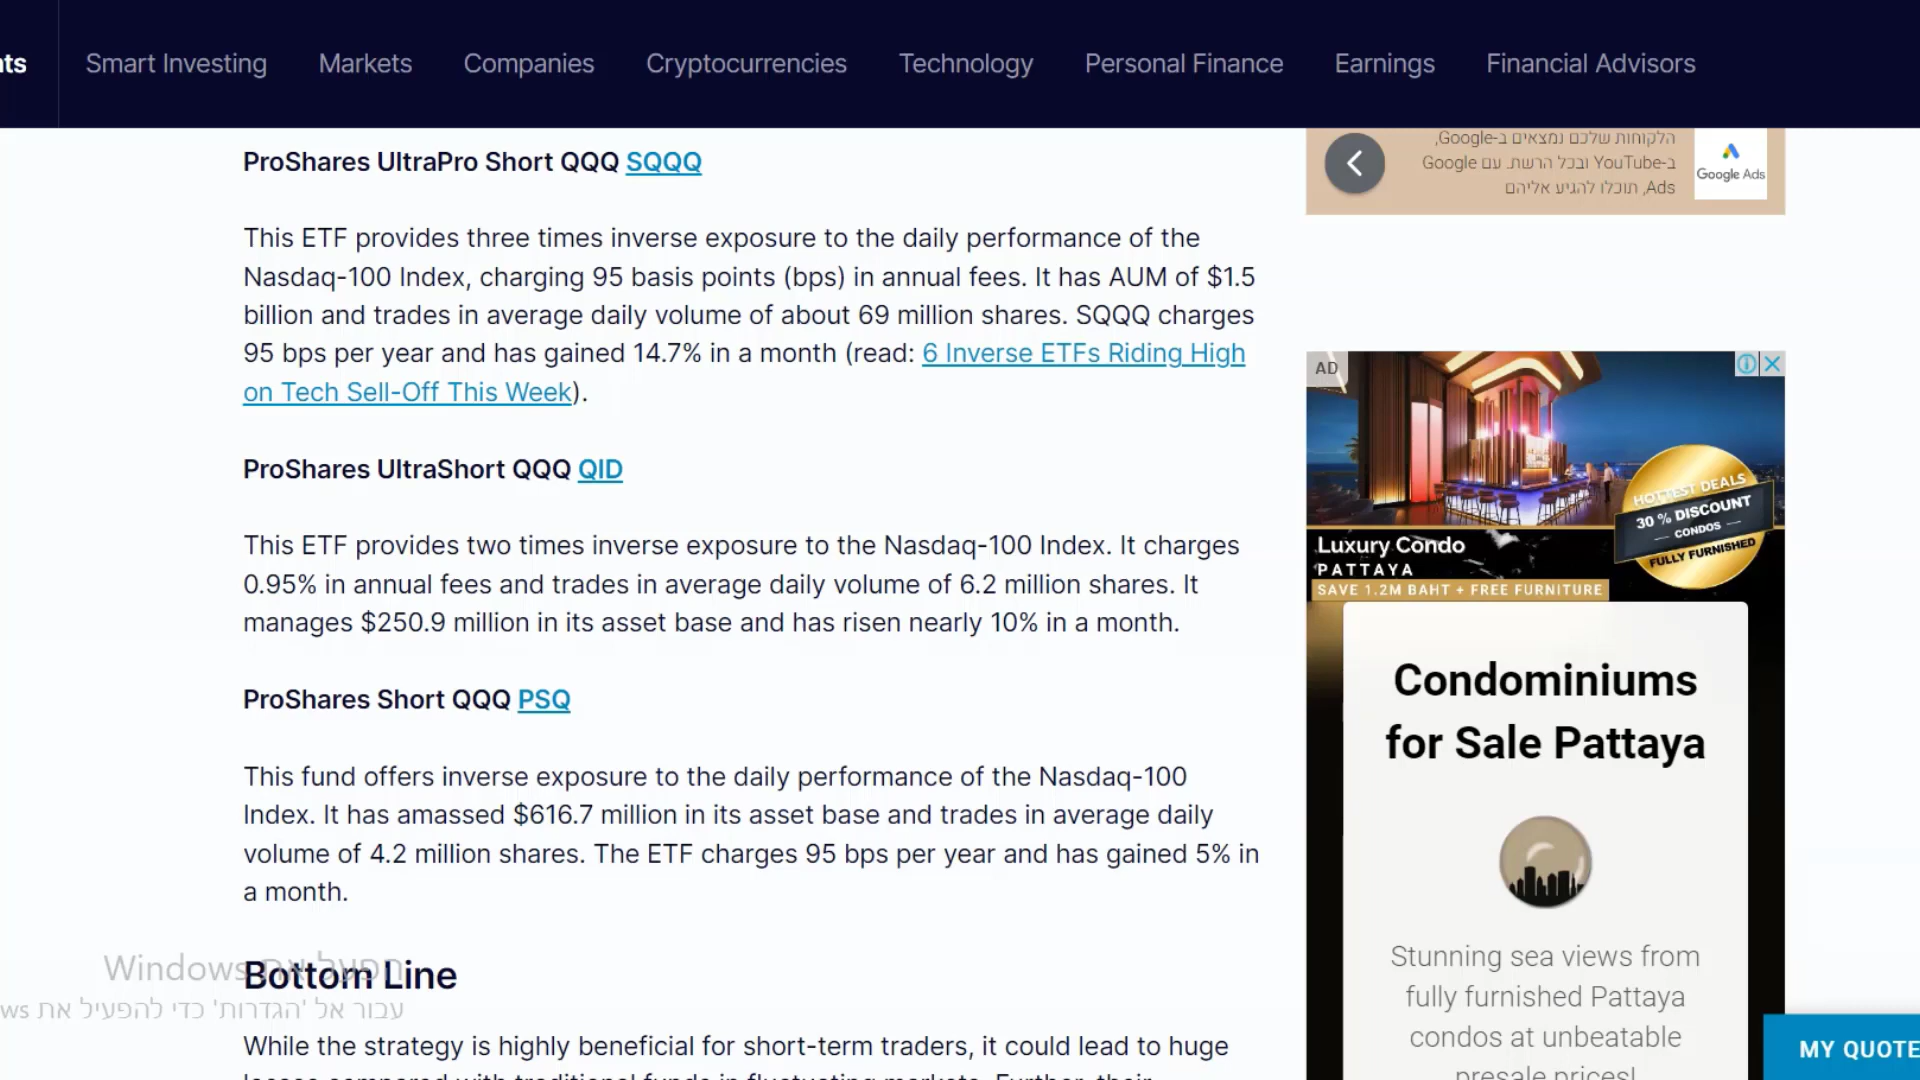 Smart Investing Markets Companies Cryptocurrencies Technology Personal Finance Earnings Financial Advisors
ProShares UltraPro Short QQQ SQQQ
This ETF provides three times inverse exposure to the daily performance of the
Nasdaq-100 Index, charging 95 basis points (bps) in annual fees. It has AUM of $1.5
billion and trades in average daily volume of about 69 million shares. SQQQ charges
95 bps per year and has gained 14.7% in a month (read: 6 Inverse ETFs Riding High
on Tech Sell-Off This Week).
ProShares UltraShort QQQ QID
This ETF provides two times inverse exposure to the Nasdaq-100 Index. It charges
0.95% in annual fees and trades in average daily volume of 6.2 million shares. It
manages $250.9 million in its asset base and has risen nearly 10% in a month.
ProShares Short QQQ PSQ
This fund offers inverse exposure to the daily performance of the Nasdaq-100
Index. It has amassed $616.7 million in its asset base and trades in average daily
volume of 4.2 million shares. The ETF charges 95 bps per year and has gained 5% in
a month.
Bottom Line
While the strategy is highly beneficial for short-term traders, it could lead to huge
הפעל את Windows
עבור אל 'הגדרות' כדי להפעיל את
הלקוחות שלכם נמצאים ב-Google,
ב-YouTube ובכל הרשת. עם Google
Ads, תוכלו להגיע אליהם
Google Ads
AD
HOTTEST DEALS
30 % DISCOUNT
CONDOS
FULLY FURNISHED
Luxury Condo
PATTAYA
SAVE 1.2M BAHT + FREE FURNITURE
Condominiums
for Sale Pattaya
Stunning sea views from
fully furnished Pattaya
condos at unbeatable
presale prices!
MY QUOTE